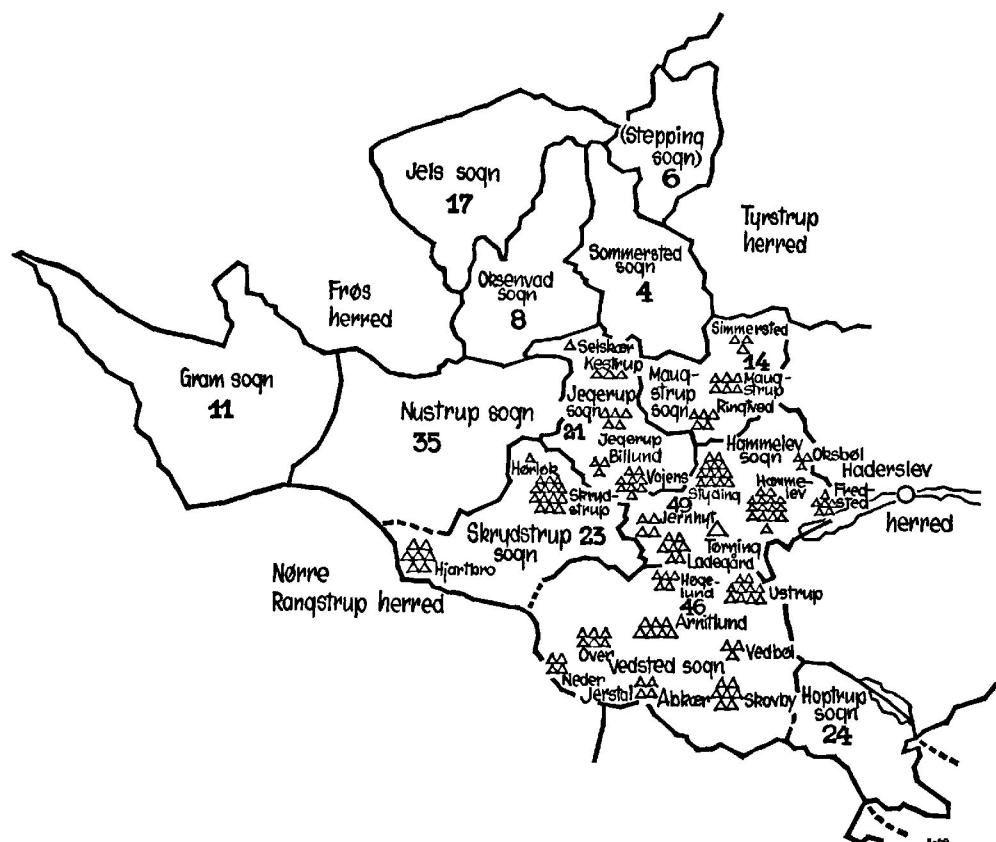 (Stepping
sogn)
6
Jels sogn
17
Tyrstrup
herred
Sommersted
sogn
4
Oksenvad
sogn
8
Frøs
herred
Simmersted
14
Selskær
Kestrup
Maug-
strup
Maug-
strup
sogn
Gram sogn
11
Nustrup sogn
35
Jegerup
sogn
21
Ringtved
Jegerup
Hammelev
sogn
Oksbøl
Billund
Hørløk
Vojens
Styding
49
Hamme-
lev
Haderslev
herred
Fred-
sted
Skryd-
strup
Jernhyt
Skrydstrup
sogn
23
Tørning
Ladegård
Hjartbro
Nørre
Rangstrup herred
Høge-
lund
46
Ustrup
Arnitlund
Over
Vedbøl
Vedsted sogn
Neder
Jerstal
Abkær
Skovby
Hoptrup
sogn
24